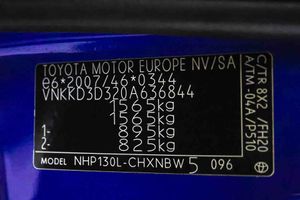 TOYOTA MOTOR EUROPE NV/SA
e6*2007/46*0344
VNKKD3D320A636844
1565kg
1565kg
1- 895kg
2- 825kg
MODEL NHP130L-CHXNBW5 096
C/TR 8X2 /FH20
A/TM -04A /P510